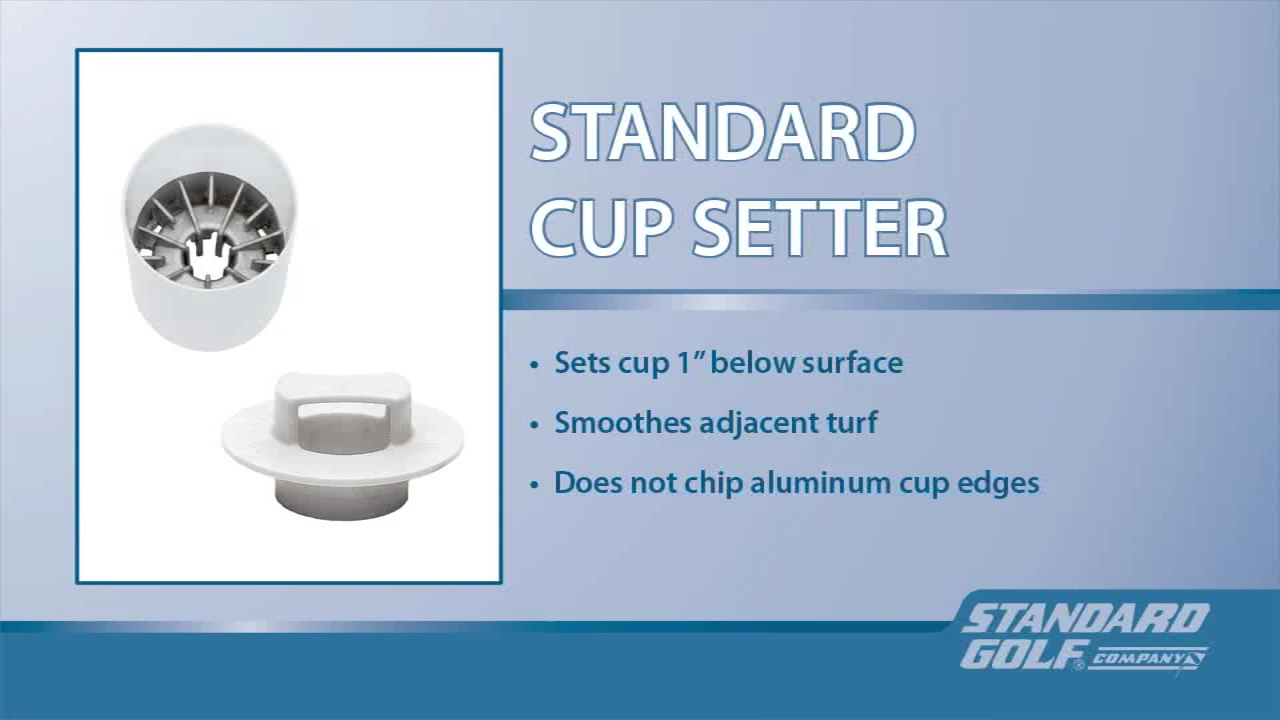 STANDARD
CUP SETTER
• Sets cup 1” below surface
• Smoothes adjacent turf
• Does not chip aluminum cup edges
STANDARD
GOLF® COMPANY